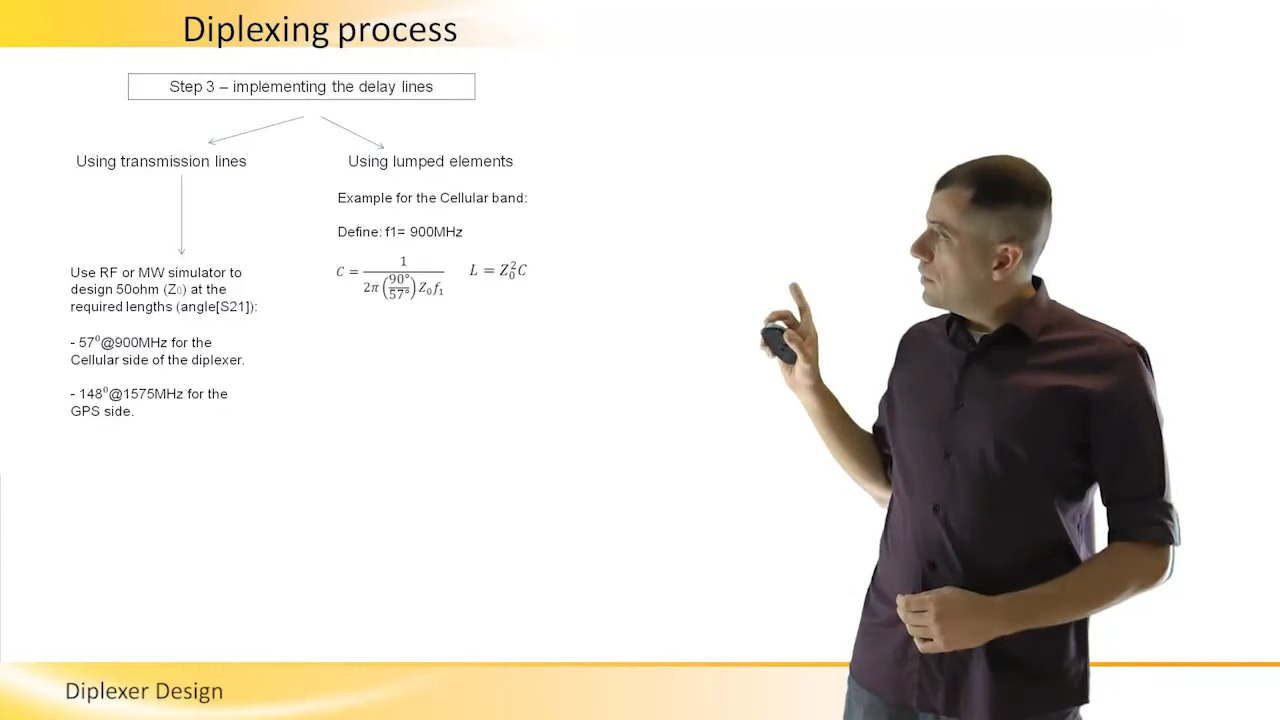 Diplexing process
Step 3 – implementing the delay lines
Using transmission lines
Using lumped elements
Example for the Cellular band:
Define: f1= 900MHz
C = 1 / (2π (90°/57°) Z₀f₁)
L = Z₀²C
Use RF or MW simulator to
design 50ohm (Z₀) at the
required lengths (angle[S21]):
- 57⁰@900MHz for the
Cellular side of the diplexer.
- 148⁰@1575MHz for the
GPS side.
Diplexer Design